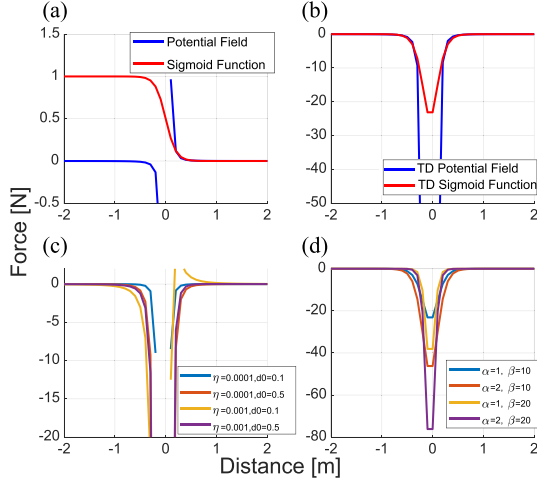 (a)
1.5
1
0.5
0
-0.5
-2 -1 0 1 2
Potential Field
Sigmoid Function
(b)
0
-10
-20
-30
-40
-50
-2 -1 0 1 2
TD Potential Field
TD Sigmoid Function
Force [N]
(c)
0
-5
-10
-15
-20
-2 -1 0 1 2
η=0.0001,d0=0.1
η=0.0001,d0=0.5
η=0.001,d0=0.1
η=0.001,d0=0.5
(d)
0
-20
-40
-60
-80
-2 -1 0 1 2
α=1, β=10
α=2, β=10
α=1, β=20
α=2, β=20
Distance [m]